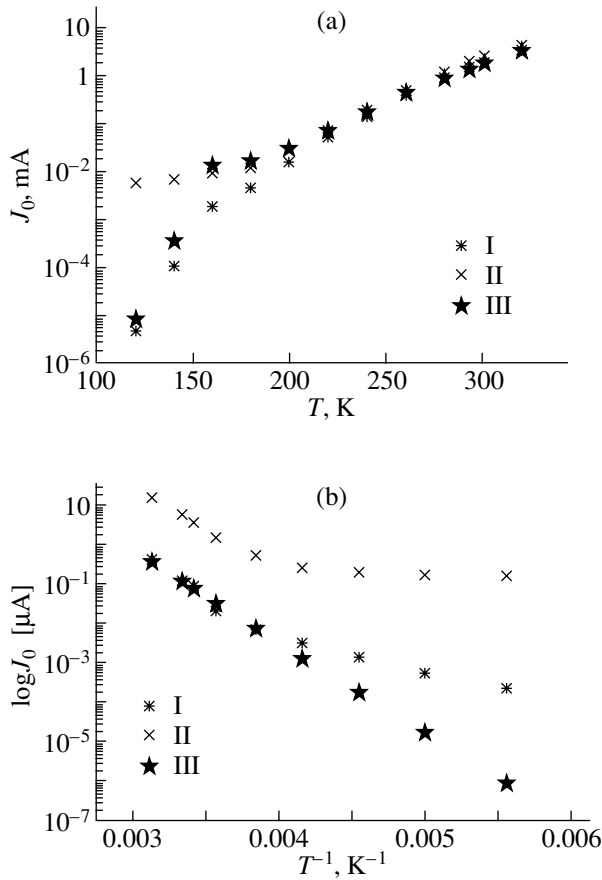 (a)
10
1
10⁻²
10⁻⁴
10⁻⁶
J₀, mA
I
II
III
100 150 200 250 300
T, K
(b)
10
10⁻¹
10⁻³
10⁻⁵
10⁻⁷
logJ₀ [μA]
I
II
III
0.003 0.004 0.005 0.006
T⁻¹, K⁻¹